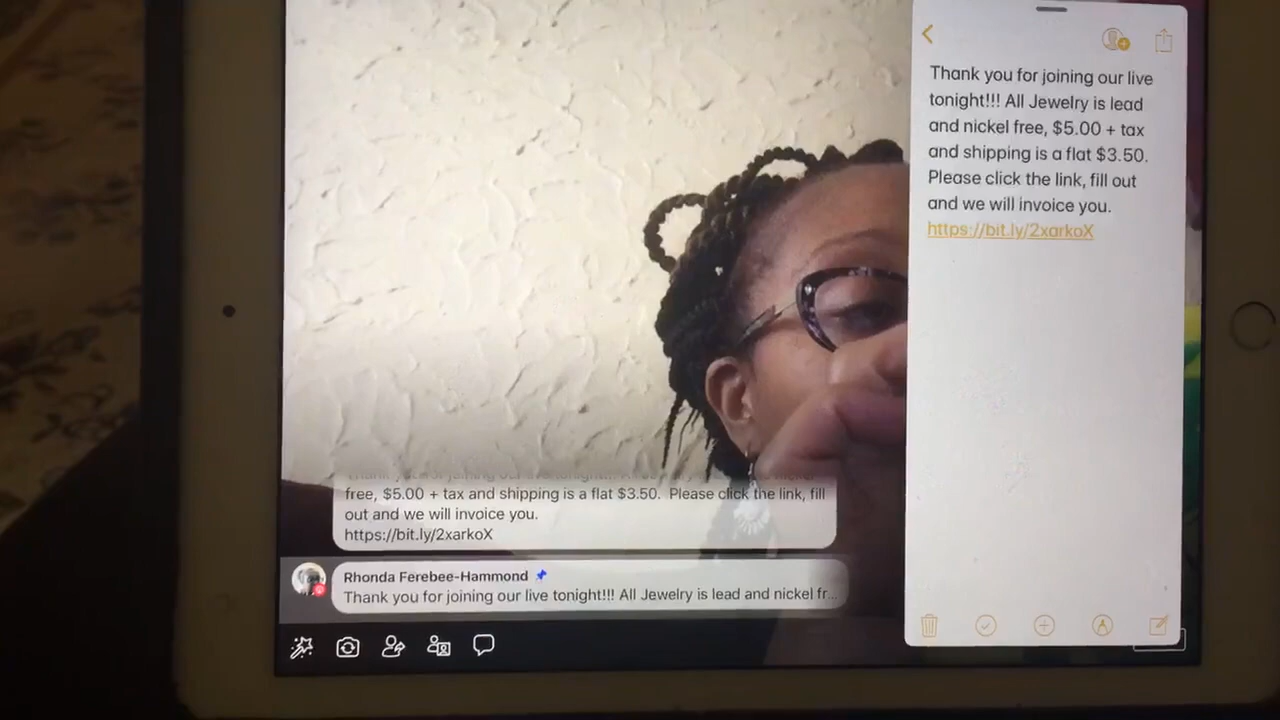 Thank you for joining our live
tonight!!! All Jewelry is lead
and nickel free, $5.00 + tax
and shipping is a flat $3.50.
Please click the link, fill out
and we will invoice you.
https://bit.ly/2xarkoX
free, $5.00 + tax and shipping is a flat $3.50. Please click the link, fill
out and we will invoice you.
https://bit.ly/2xarkoX
Rhonda Ferebee-Hammond
Thank you for joining our live tonight!!! All Jewelry is lead and nickel fr...